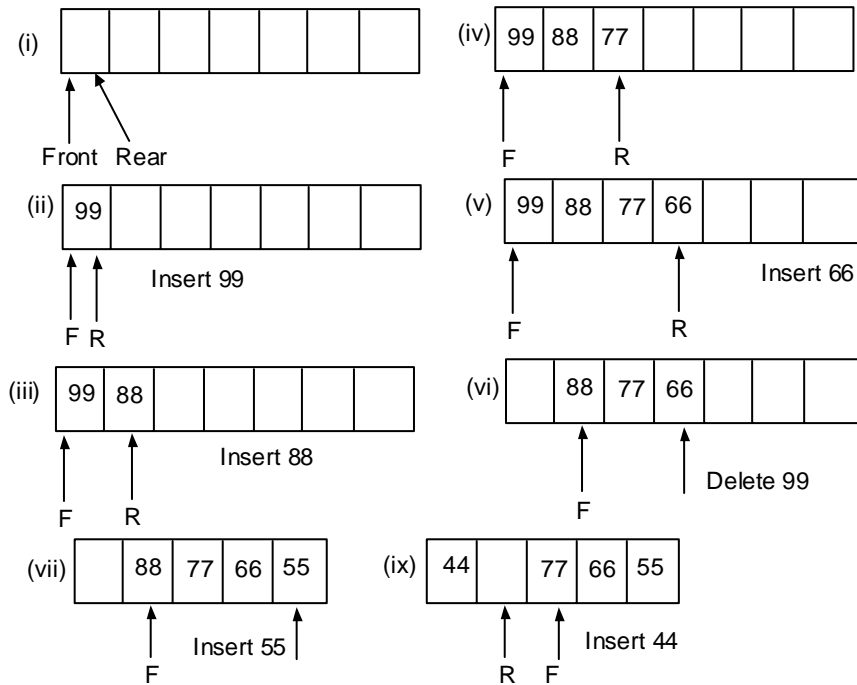 (i)
Front Rear
(ii) 99
Insert 99
F R
(iii) 99 88
Insert 88
F R
(iv) 99 88 77
F R
(v) 99 88 77 66
Insert 66
F R
(vi) 88 77 66
Delete 99
F
(vii) 88 77 66 55
Insert 55
F
(ix) 44 77 66 55
Insert 44
R F